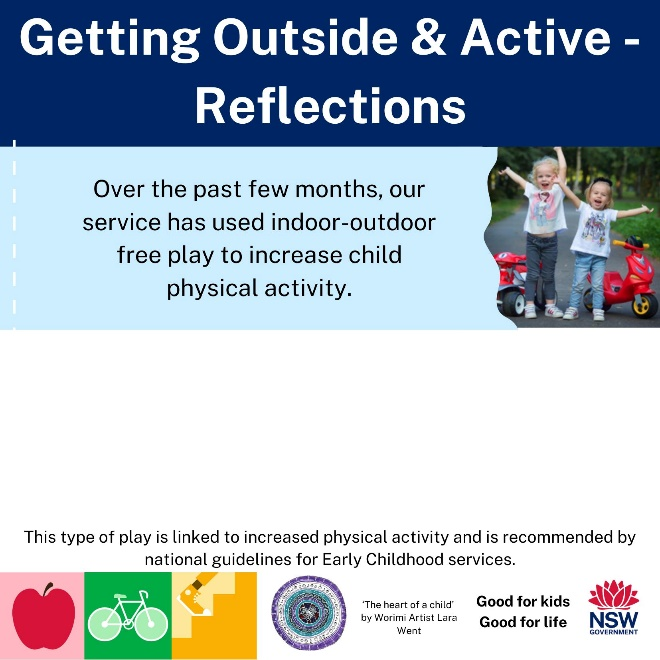 Getting Outside & Active -
Reflections
Over the past few months, our
service has used indoor-outdoor
free play to increase child
physical activity.
This type of play is linked to increased physical activity and is recommended by
national guidelines for Early Childhood services.
'The heart of a child'
by Worimi Artist Lara
Went
Good for kids
Good for life
NSW
GOVERNMENT